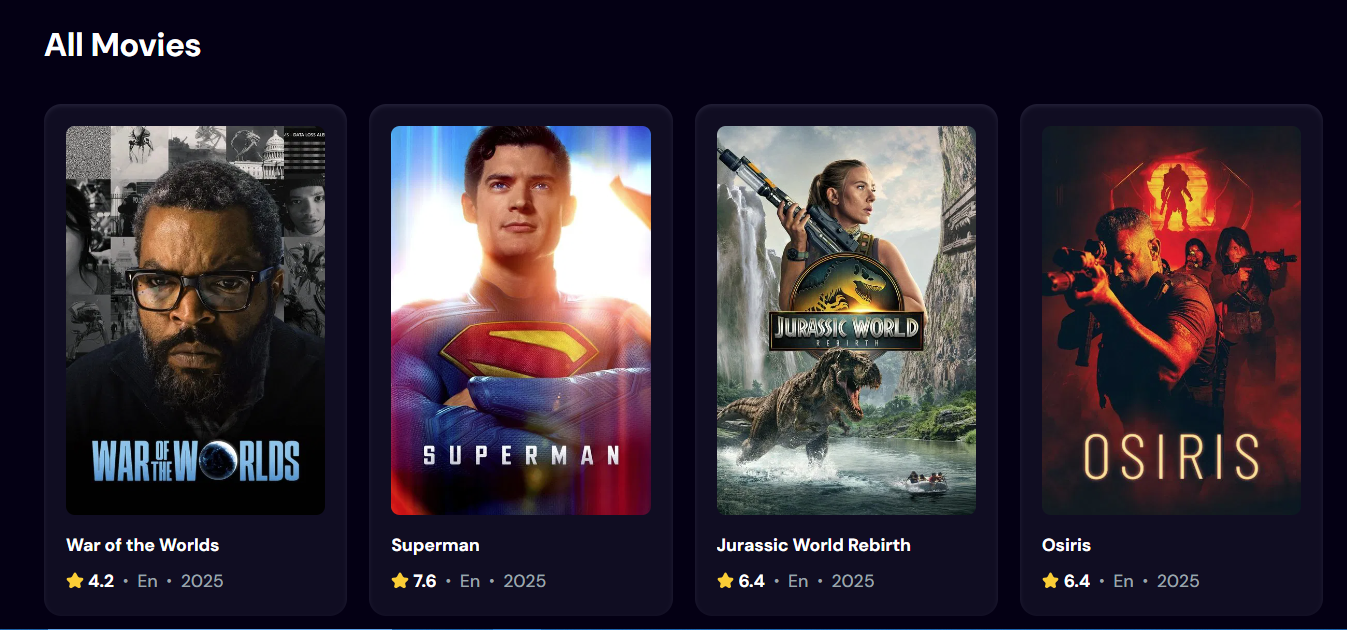 All Movies
DATA LOSS ALE
WAR OF THE WORLDS
SUPERMAN
JURASSIC WORLD
REBIRTH
OSIRIS
War of the Worlds
4.2 • En • 2025
Superman
7.6 • En • 2025
Jurassic World Rebirth
6.4 • En • 2025
Osiris
6.4 • En • 2025